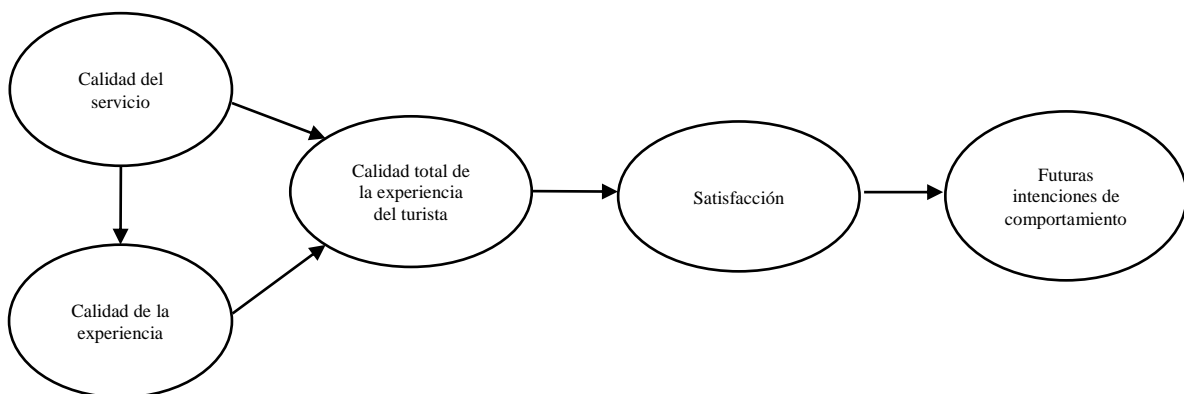 Calidad del
servicio
Calidad total de
la experiencia
del turista
Satisfacción
Futuras
intenciones de
comportamiento
Calidad de la
experiencia